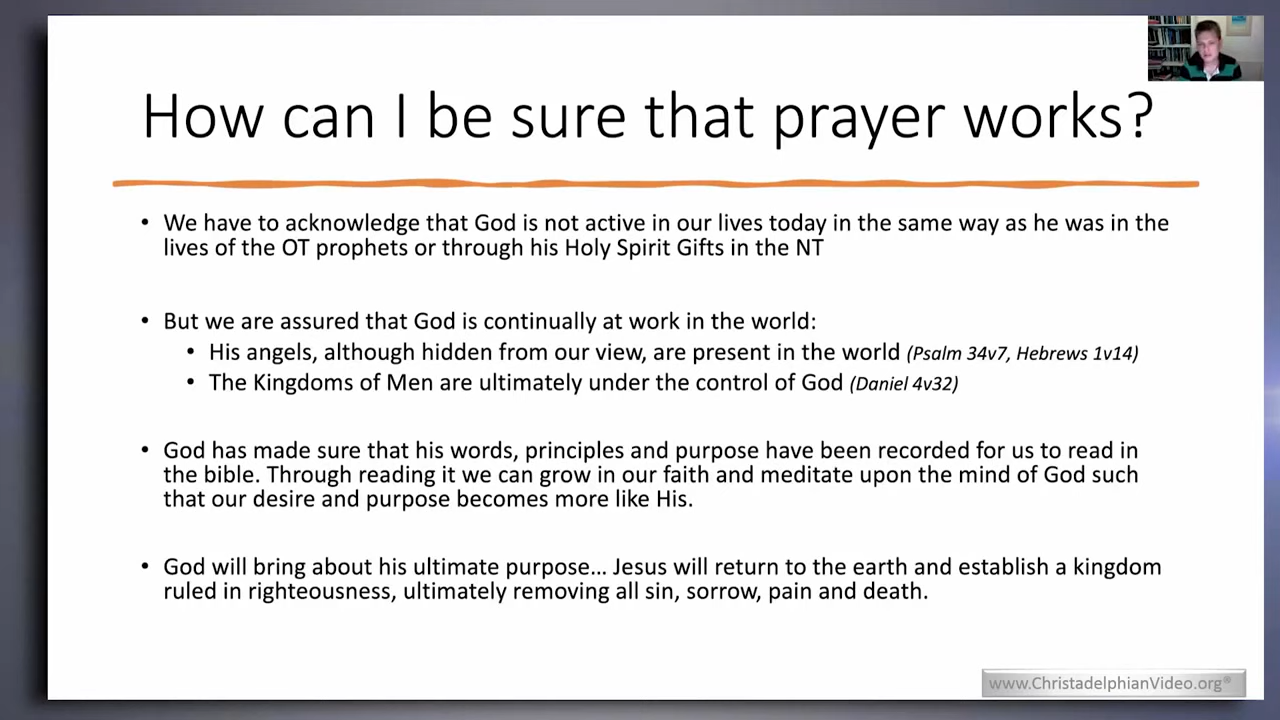 How can I be sure that prayer works?
• We have to acknowledge that God is not active in our lives today in the same way as he was in the
lives of the OT prophets or through his Holy Spirit Gifts in the NT
• But we are assured that God is continually at work in the world:
• His angels, although hidden from our view, are present in the world (Psalm 34v7, Hebrews 1v14)
• The Kingdoms of Men are ultimately under the control of God (Daniel 4v32)
• God has made sure that his words, principles and purpose have been recorded for us to read in
the bible. Through reading it we can grow in our faith and meditate upon the mind of God such
that our desire and purpose becomes more like His.
• God will bring about his ultimate purpose... Jesus will return to the earth and establish a kingdom
ruled in righteousness, ultimately removing all sin, sorrow, pain and death.
www.ChristadelphianVideo.org®